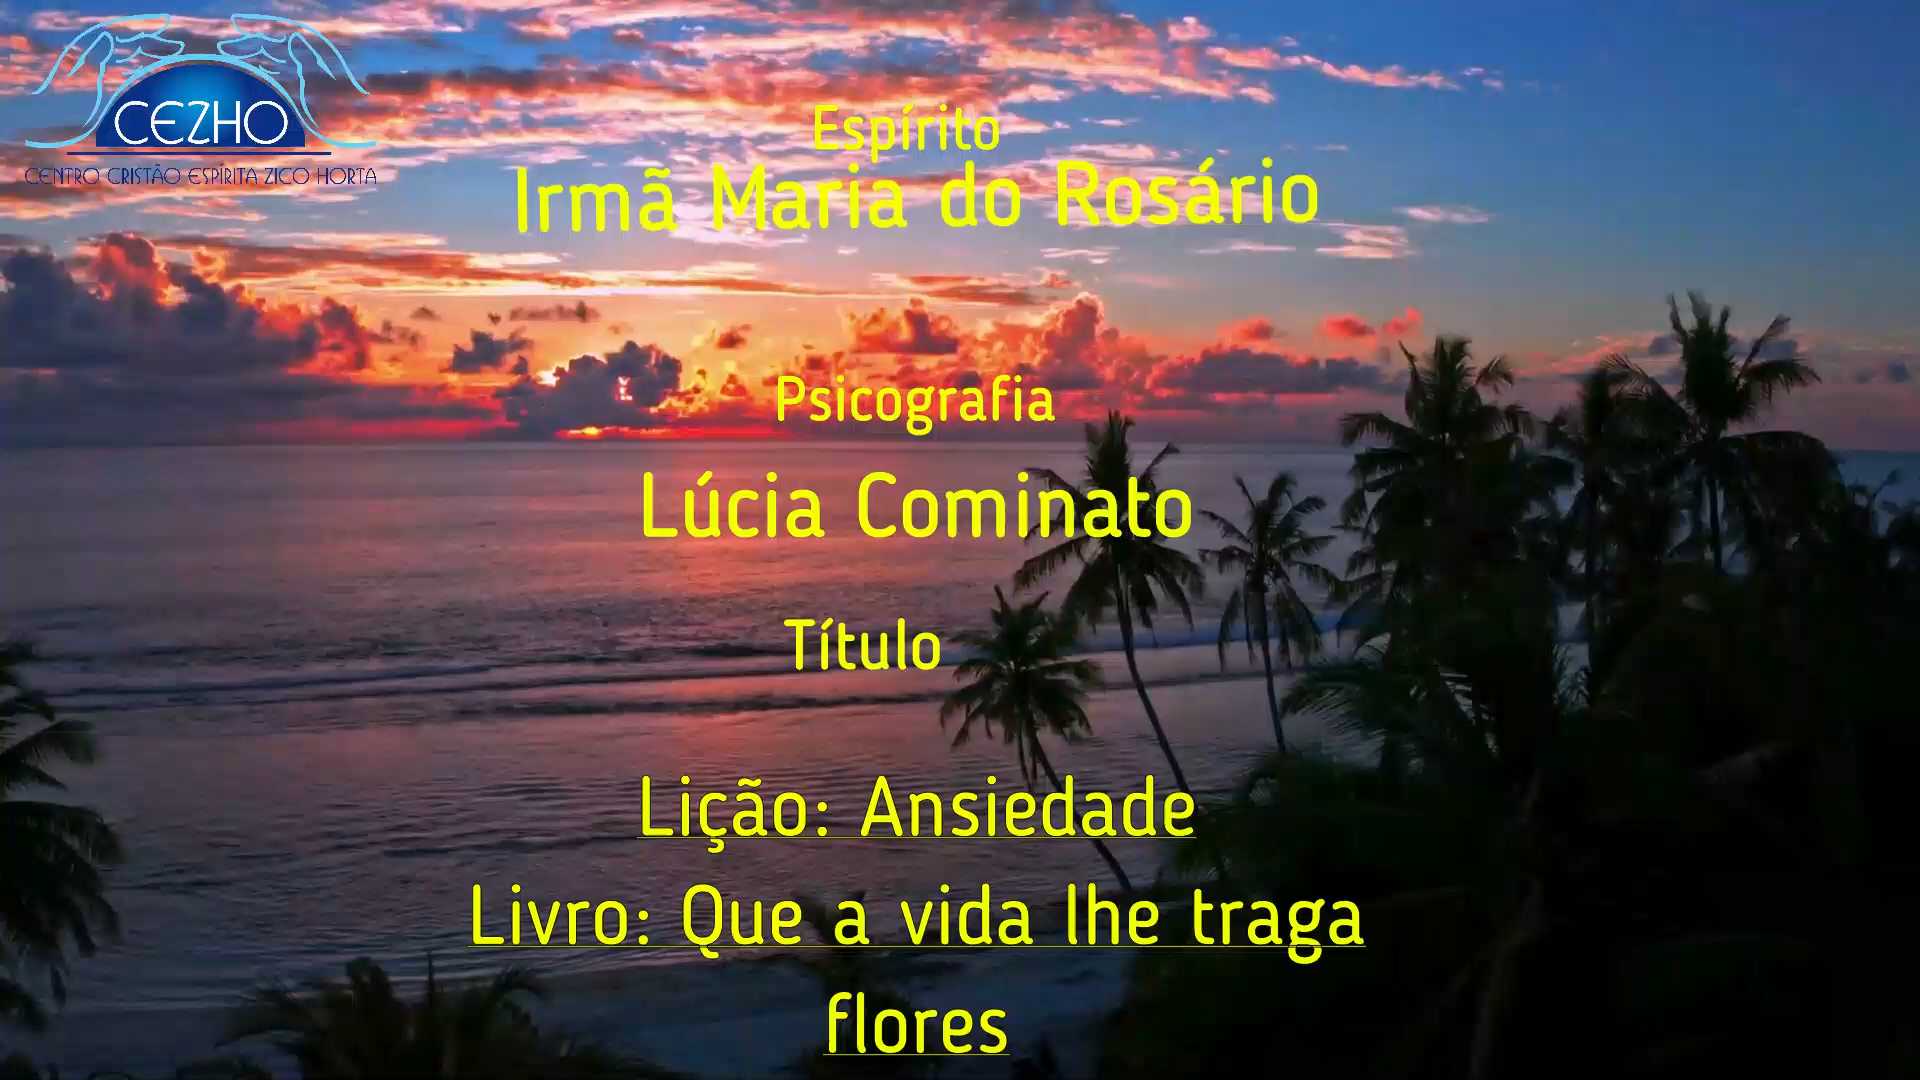 CEZHO
CENTRO CRISTÃO ESPÍRITA ZICO HORTA
Espírito
Irmã Maria do Rosário
Psicografia
Lúcia Cominato
Título
Lição: Ansiedade
Livro: Que a vida lhe traga
flores